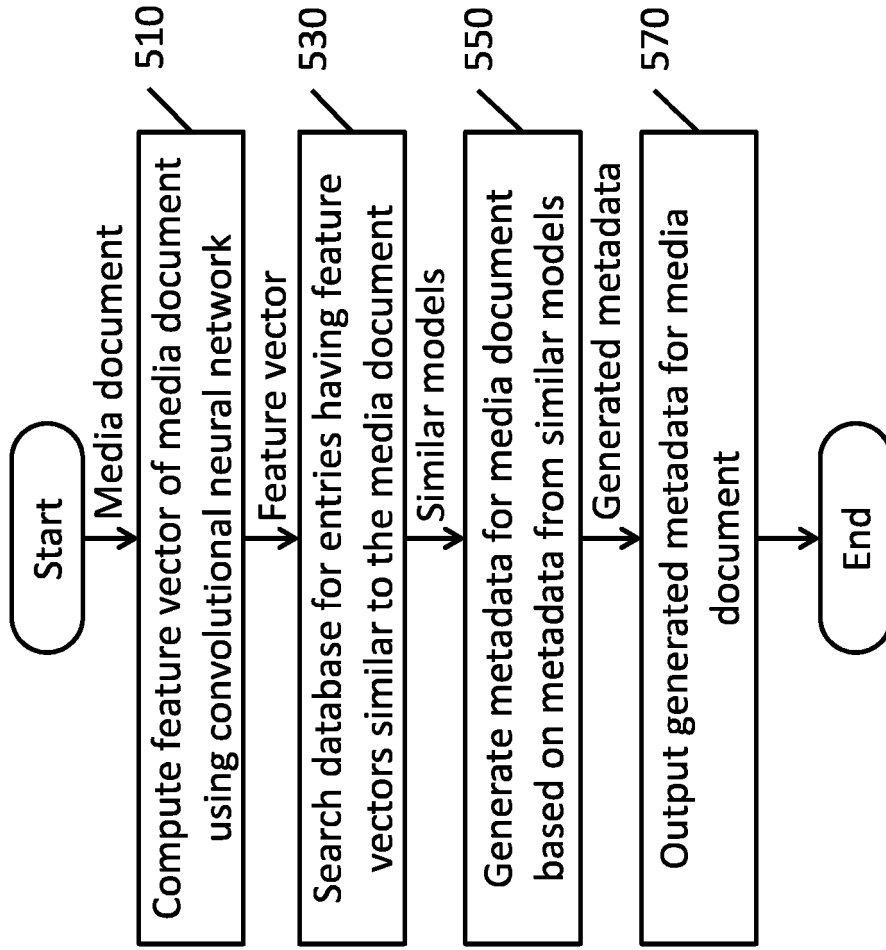 Start
Media document
510
Compute feature vector of media document
using convolutional neural network
Feature vector
530
Search database for entries having feature
vectors similar to the media document
Similar models
550
Generate metadata for media document
based on metadata from similar models
Generated metadata
570
Output generated metadata for media
document
End